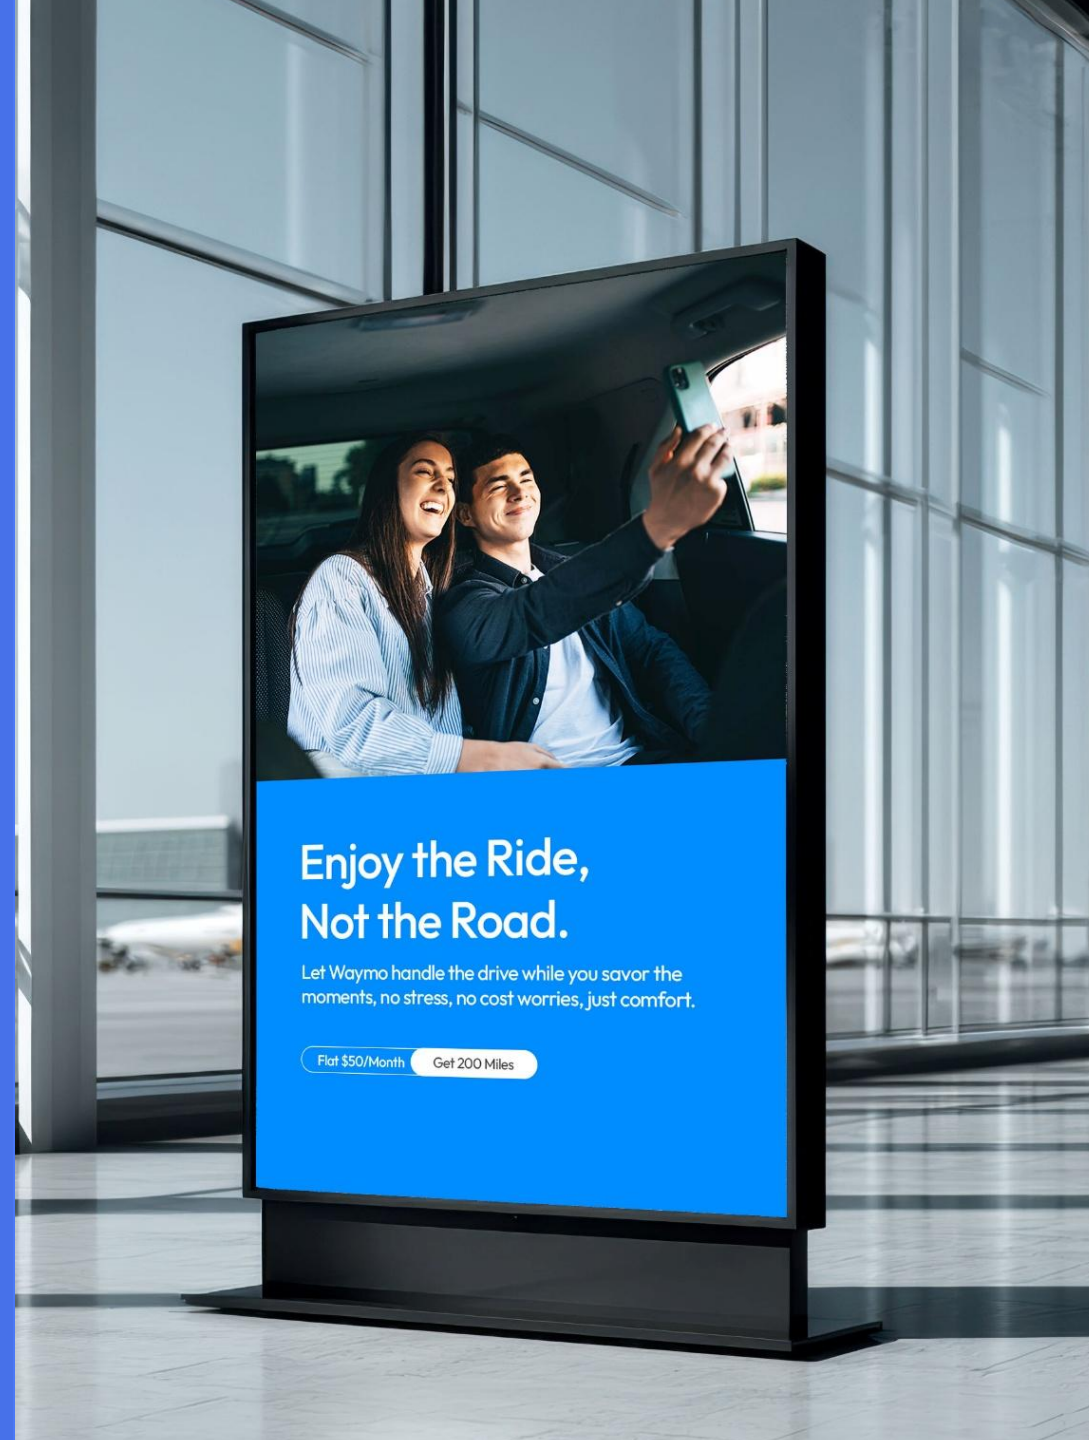 Enjoy the Ride,
Not the Road.
Let Waymo handle the drive while you savor the
moments, no stress, no cost worries, just comfort.
Flat $50/Month Get 200 Miles